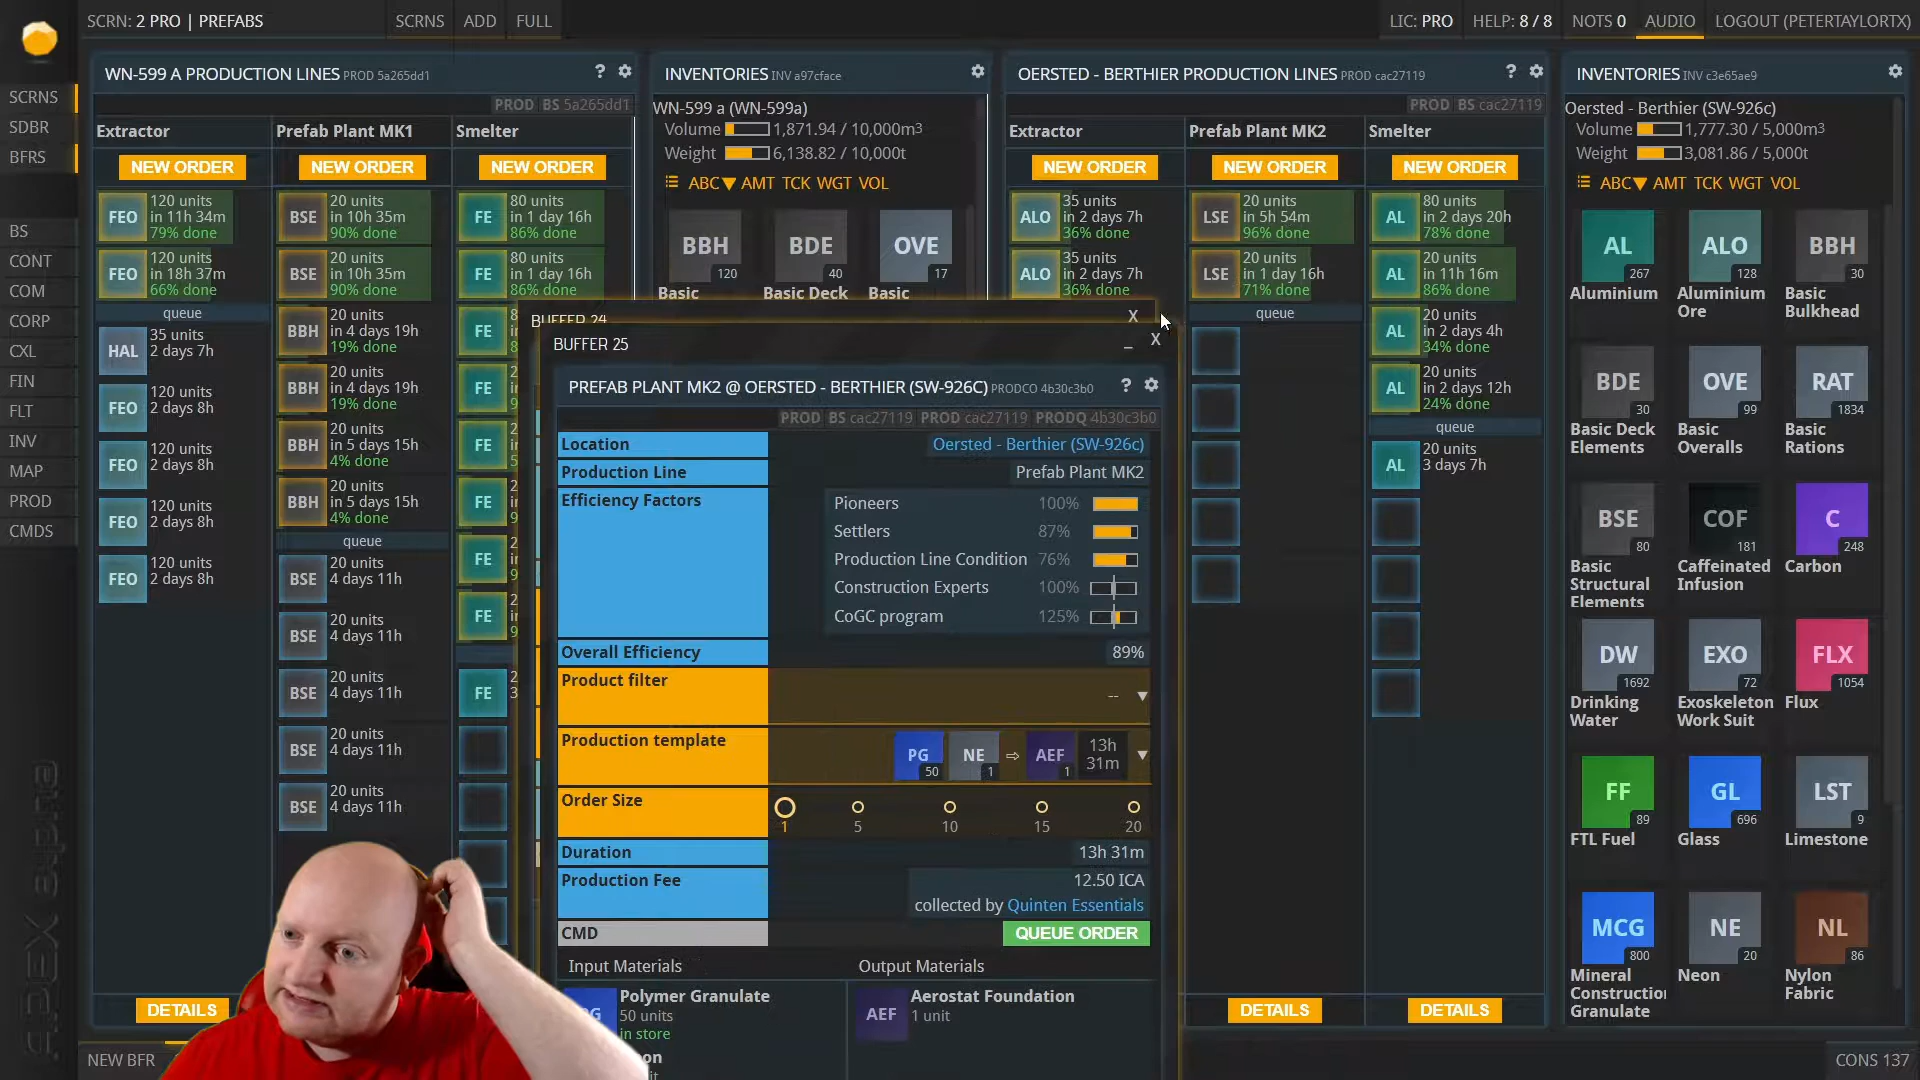 SCRN: 2 PRO | PREFABS
SCRNS
ADD
FULL
LIC: PRO
HELP: 8 / 8
NOTS 0
AUDIO
LOGOUT (PETERTAYLORTX)
SCRNS
SDBR
BFRS
BS
CONT
COM
CORP
CXL
FIN
FLT
INV
MAP
PROD
CMDS
WN-599 A PRODUCTION LINES PROD 5a265dd1
? 
PROD BS 5a265dd1
Extractor
NEW ORDER
FEO
120 units
in 11h 34m
79% done
FEO
120 units
in 18h 37m
66% done
queue
HAL
35 units
2 days 7h
FEO
120 units
2 days 8h
FEO
120 units
2 days 8h
FEO
120 units
2 days 8h
FEO
120 units
2 days 8h
DETAILS
Prefab Plant MK1
NEW ORDER
BSE
20 units
in 10h 35m
90% done
BSE
20 units
in 10h 35m
90% done
BBH
20 units
in 4 days 19h
19% done
BBH
20 units
in 4 days 19h
19% done
BBH
20 units
in 5 days 15h
4% done
BBH
20 units
in 5 days 15h
4% done
queue
BSE
20 units
4 days 11h
BSE
20 units
4 days 11h
BSE
20 units
4 days 11h
BSE
20 units
4 days 11h
BSE
20 units
4 days 11h
Smelter
NEW ORDER
FE
80 units
in 1 day 16h
86% done
FE
80 units
in 1 day 16h
86% done
FE
FE
FE
FE
FE
FE
INVENTORIES INV a97cface
WN-599 a (WN-599a)
Volume 1,871.94 / 10,000m³
Weight 6,138.82 / 10,000t
ABC AMT TCK WGT VOL
BBH
120
Basic
BDE
40
Basic Deck
OVE
17
Basic
OERSTED - BERTHIER PRODUCTION LINES PROD cac27119
?
PROD BS cac27119
Extractor
NEW ORDER
ALO
35 units
in 2 days 7h
36% done
ALO
35 units
in 2 days 7h
36% done
Prefab Plant MK2
NEW ORDER
LSE
20 units
in 5h 54m
96% done
LSE
20 units
in 1 day 16h
71% done
queue
DETAILS
Smelter
NEW ORDER
AL
80 units
in 2 days 20h
78% done
AL
20 units
in 11h 16m
86% done
AL
20 units
in 2 days 4h
34% done
AL
20 units
in 2 days 12h
24% done
queue
AL
20 units
3 days 7h
DETAILS
INVENTORIES INV c3e65ae9
Oersted - Berthier (SW-926c)
Volume 1,777.30 / 5,000m³
Weight 3,081.86 / 5,000t
ABC AMT TCK WGT VOL
AL
267
Aluminium
ALO
128
Aluminium
Ore
BBH
30
Basic
Bulkhead
BDE
30
Basic Deck
Elements
OVE
99
Basic
Overalls
RAT
1834
Basic
Rations
BSE
80
Basic
Structural
Elements
COF
181
Caffeinated
Infusion
C
248
Carbon
DW
1692
Drinking
Water
EXO
72
Exoskeleton
Work Suit
FLX
1054
Flux
FF
89
FTL Fuel
GL
696
Glass
LST
9
Limestone
MCG
800
Mineral
Construction
Granulate
NE
20
Neon
NL
86
Nylon
Fabric
BUFFER 24
X
BUFFER 25
_ X
PREFAB PLANT MK2 @ OERSTED - BERTHIER (SW-926C) PRODCO 4b30c3b0
?
PROD BS cac27119 PROD cac27119 PRODQ 4b30c3b0
Location
Oersted - Berthier (SW-926c)
Production Line
Prefab Plant MK2
Efficiency Factors
Pioneers 100%
Settlers 87%
Production Line Condition 76%
Construction Experts 100%
CoGC program 125%
Overall Efficiency
89%
Product filter
--
Production template
PG
50
NE
1
⇨
AEF
1
13h
31m
Order Size
1 5 10 15 20
Duration
13h 31m
Production Fee
12.50 ICA
collected by Quinten Essentials
CMD
QUEUE ORDER
Input Materials
Polymer Granulate
50 units
in store
Output Materials
AEF
Aerostat Foundation
1 unit
NEW BFR
CONS 137
APEX alpha